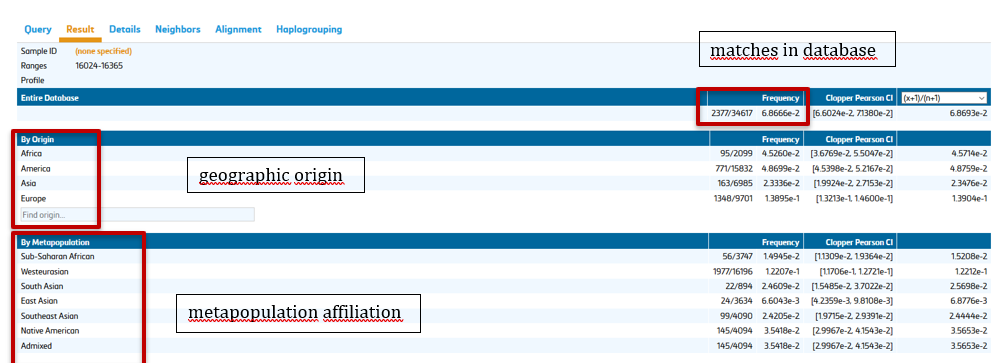 Query Result Details Neighbors Alignment Haplogrouping
Sample ID (none specified)
Ranges 16024-16365
Profile
matches in database
Entire Database Frequency Clopper Pearson CI (x+1)/(n+1)
2377/34617 6.8666e-2 [6.6024e-2, 7.1380e-2] 6.8693e-2
By Origin Frequency Clopper Pearson CI
Africa 95/2099 4.5260e-2 [3.6769e-2, 5.5047e-2] 4.5714e-2
America 771/15832 4.8699e-2 [4.5398e-2, 5.2167e-2] 4.8759e-2
Asia 163/6985 2.3336e-2 [1.9924e-2, 2.7153e-2] 2.3476e-2
Europe 1348/9701 1.3895e-1 [1.3213e-1, 1.4600e-1] 1.3904e-1
Find origin...
geographic origin
By Metapopulation Frequency Clopper Pearson CI
Sub-Saharan African 56/3747 1.4945e-2 [1.1309e-2, 1.9364e-2] 1.5208e-2
Westeurasian 1977/16196 1.2207e-1 [1.1706e-1, 1.2721e-1] 1.2212e-1
South Asian 22/894 2.4609e-2 [1.5485e-2, 3.7022e-2] 2.5698e-2
East Asian 24/3634 6.6043e-3 [4.2359e-3, 9.8108e-3] 6.8776e-3
Southeast Asian 99/4090 2.4205e-2 [1.9715e-2, 2.9391e-2] 2.4444e-2
Native American 145/4094 3.5418e-2 [2.9967e-2, 4.1543e-2] 3.5653e-2
Admixed 145/4094 3.5418e-2 [2.9967e-2, 4.1543e-2] 3.5653e-2
metapopulation affiliation